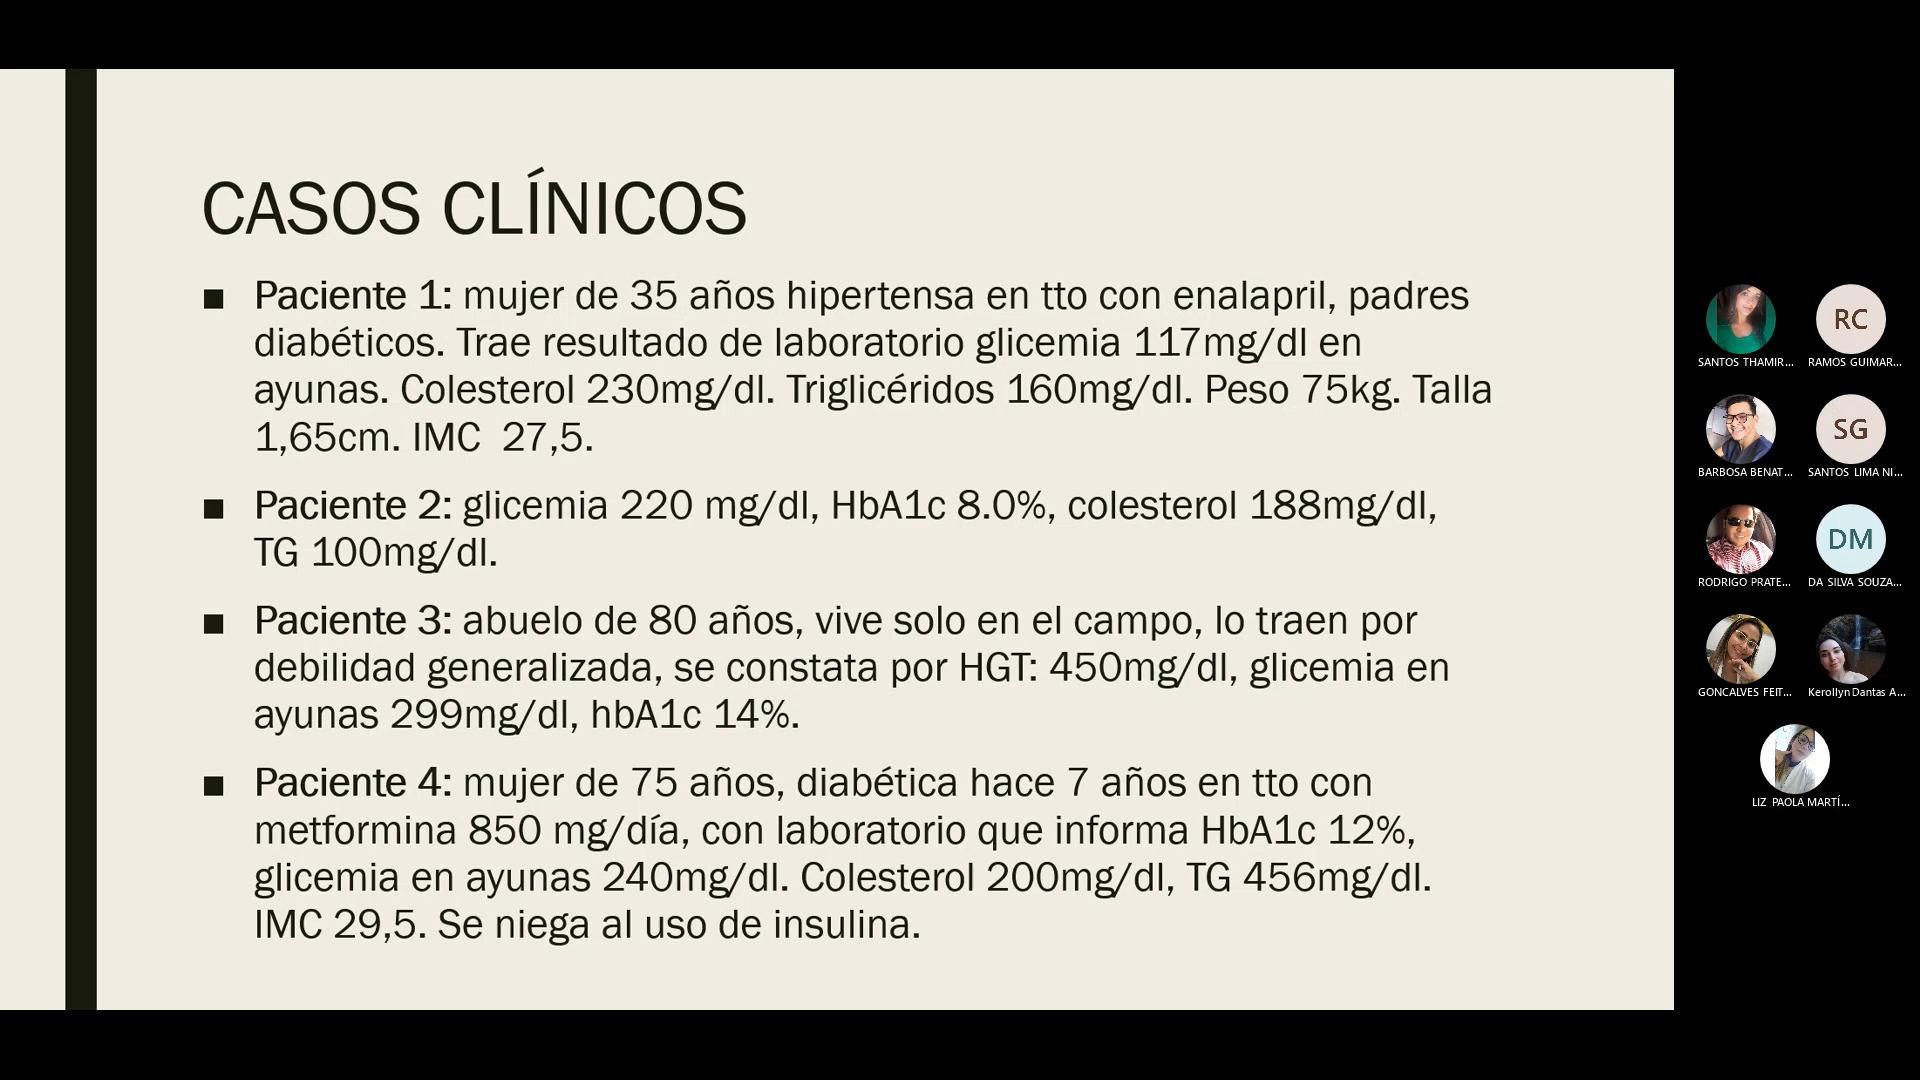 CASOS CLÍNICOS
■ Paciente 1: mujer de 35 años hipertensa en tto con enalapril, padres
diabéticos. Trae resultado de laboratorio glicemia 117mg/dl en
ayunas. Colesterol 230mg/dl. Triglicéridos 160mg/dl. Peso 75kg. Talla
1,65cm. IMC 27,5.
■ Paciente 2: glicemia 220 mg/dl, HbA1c 8.0%, colesterol 188mg/dl,
TG 100mg/dl.
■ Paciente 3: abuelo de 80 años, vive solo en el campo, lo traen por
debilidad generalizada, se constata por HGT: 450mg/dl, glicemia en
ayunas 299mg/dl, hbA1c 14%.
■ Paciente 4: mujer de 75 años, diabética hace 7 años en tto con
metformina 850 mg/día, con laboratorio que informa HbA1c 12%,
glicemia en ayunas 240mg/dl. Colesterol 200mg/dl, TG 456mg/dl.
IMC 29,5. Se niega al uso de insulina.
RC
SANTOS THAMIR... RAMOS GUIMAR...
SG
BARBOSA BENAT... SANTOS LIMA NI...
DM
RODRIGO PRATE... DA SILVA SOUZA...
GONCALVES FEIT... Kerollyn Dantas A...
LIZ PAOLA MARTÍ...